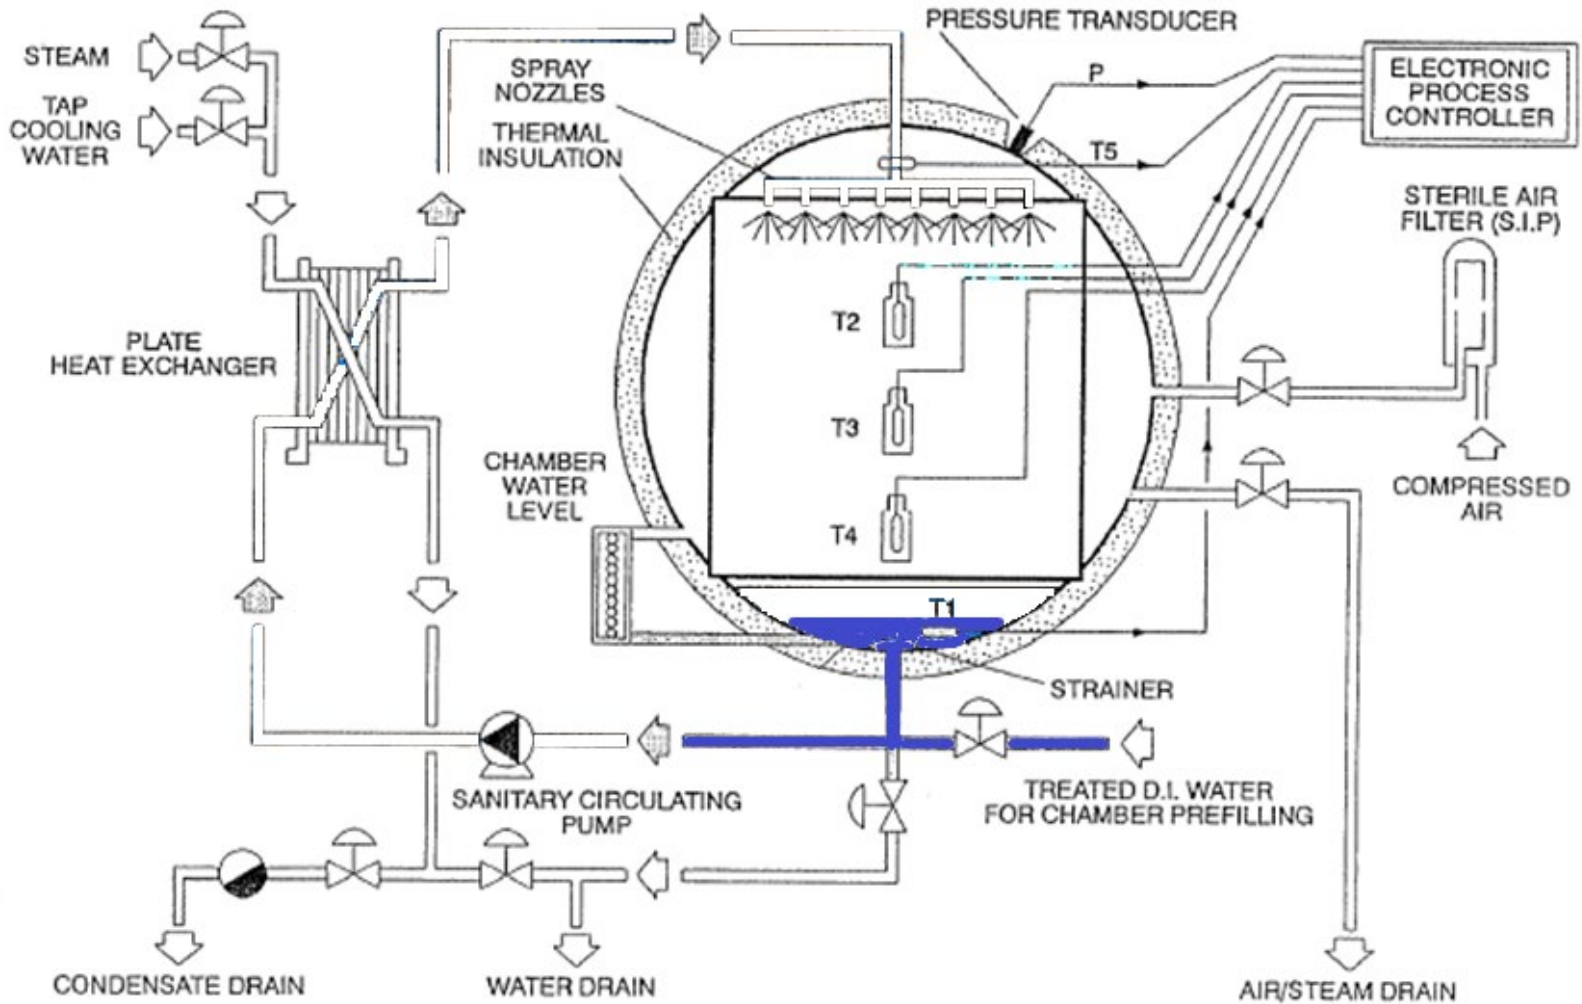 PRESSURE TRANSDUCER
STEAM
TAP
COOLING
WATER
SPRAY
NOZZLES
THERMAL
INSULATION
P
T5
ELECTRONIC
PROCESS
CONTROLLER
STERILE AIR
FILTER (S.I.P)
PLATE
HEAT EXCHANGER
T2
T3
T4
CHAMBER
WATER
LEVEL
COMPRESSED
AIR
T1
STRAINER
SANITARY CIRCULATING
PUMP
TREATED D.I. WATER
FOR CHAMBER PREFILLING
CONDENSATE DRAIN
WATER DRAIN
AIR/STEAM DRAIN